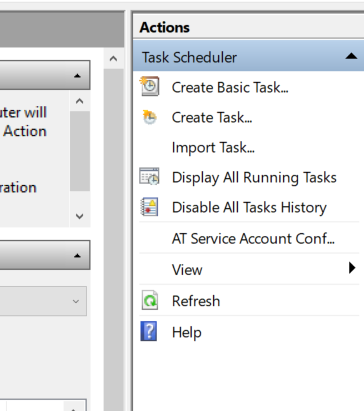 Actions
Task Scheduler
Create Basic Task...
Create Task...
Import Task...
Display All Running Tasks
Disable All Tasks History
AT Service Account Conf...
View
Refresh
Help
uter will
Action
ration